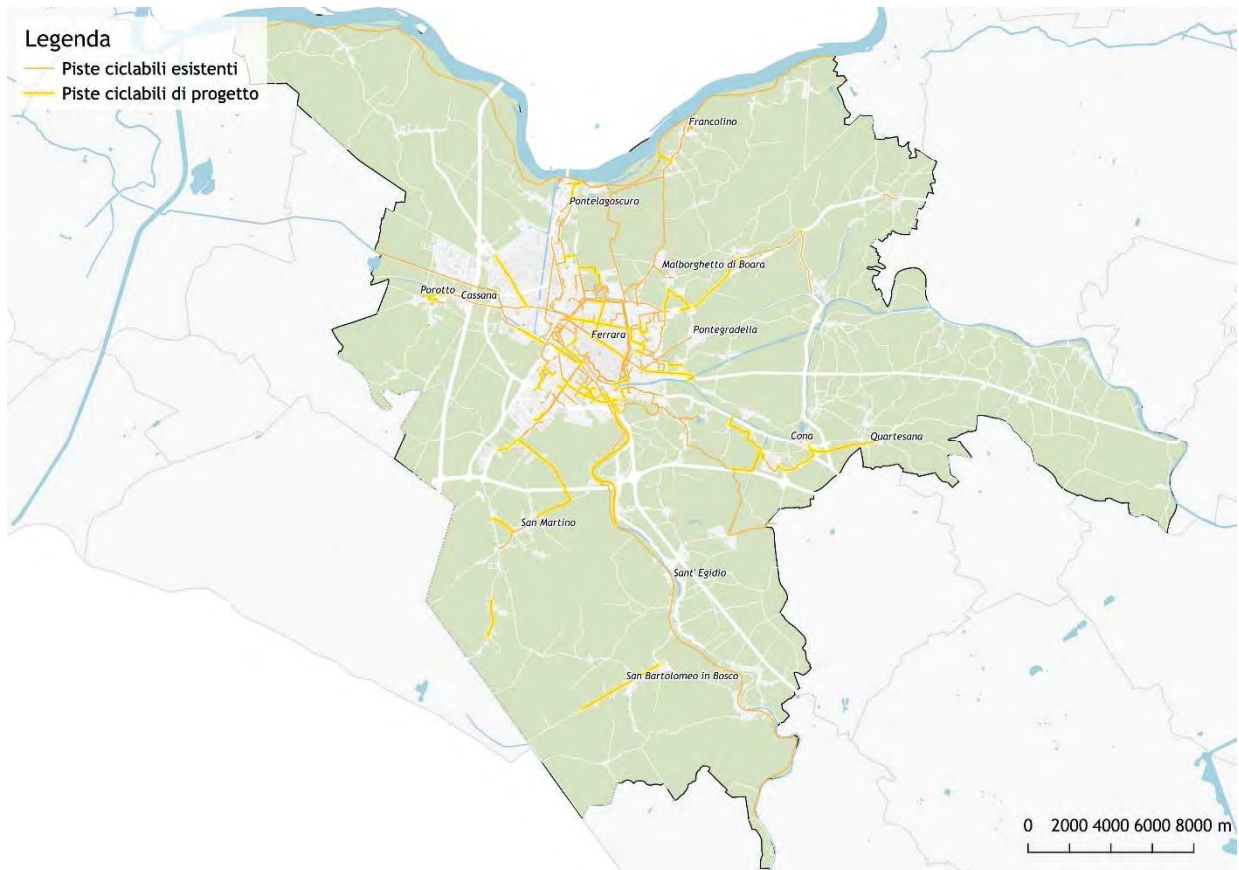 Legenda
Piste ciclabili esistenti
Piste ciclabili di progetto
Francolino
Pontelagoscuro
Malborghetto di Boara
Porotto
Cassana
Ferrara
Pontegradella
Cona
Quartesana
San Martino
Sant' Egidio
San Bartolomeo in Bosco
0 2000 4000 6000 8000 m